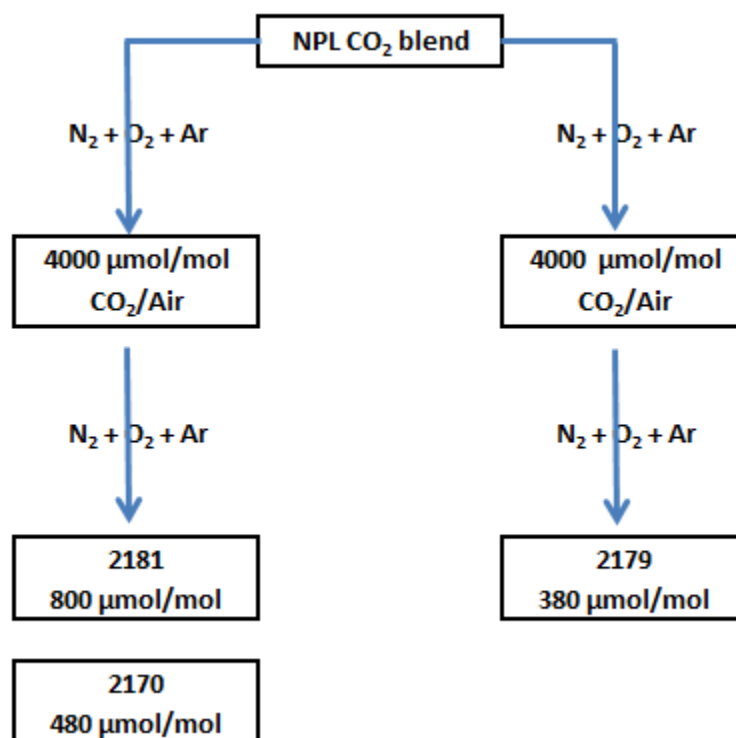 NPL CO₂ blend
N₂ + O₂ + Ar
N₂ + O₂ + Ar
4000 µmol/mol
CO₂/Air
4000 µmol/mol
CO₂/Air
N₂ + O₂ + Ar
N₂ + O₂ + Ar
2181
800 µmol/mol
2179
380 µmol/mol
2170
480 µmol/mol